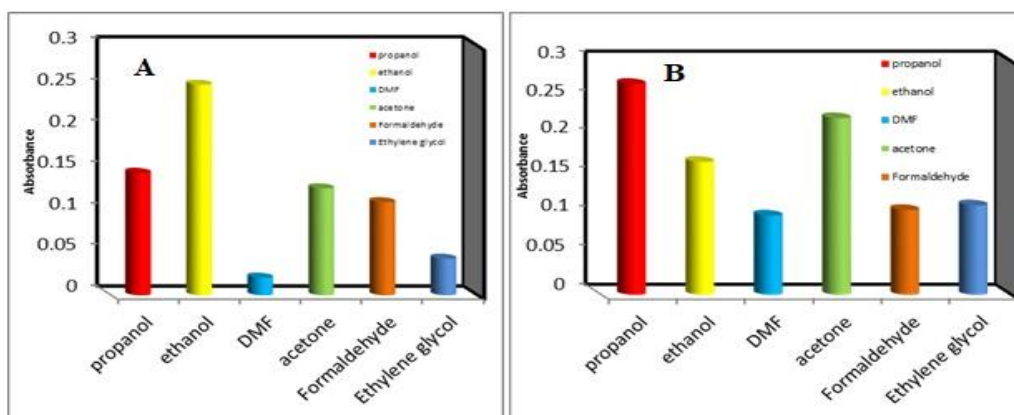 A
0.3
0.25
0.2
0.15
0.1
0.05
0
Absorbance
propanol
ethanol
DMF
acetone
Formaldehyde
Ethylene glycol
propanol
ethanol
DMF
acetone
Formaldehyde
Ethylene glycol
B
0.3
0.25
0.2
0.15
0.1
0.05
0
Absorbance
propanol
ethanol
DMF
acetone
Formaldehyde
propanol
ethanol
DMF
acetone
Formaldehyde
Ethylene glycol